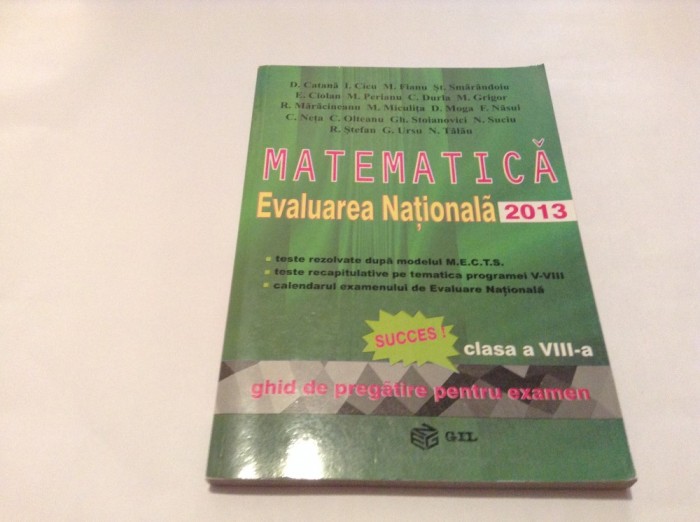 D. Catană I. Cicu M. Fianu Șt. Smărăndoiu
E. Ciolan M. Perianu C. Durla M. Grigor
R. Mărăcineanu M. Miculița D. Moga F. Năsui
C. Neța C. Olteanu Gh. Stoianovici N. Suciu
R. Ștefan G. Ursu N. Tălău
MATEMATICĂ
Evaluarea Națională 2013
▪ teste rezolvate după modelul M.E.C.T.S.
▪ teste recapitulative pe tematica programei V-VIII
▪ calendarul examenului de Evaluare Națională
SUCCES !
clasa a VIII-a
ghid de pregătire pentru examen
GIL